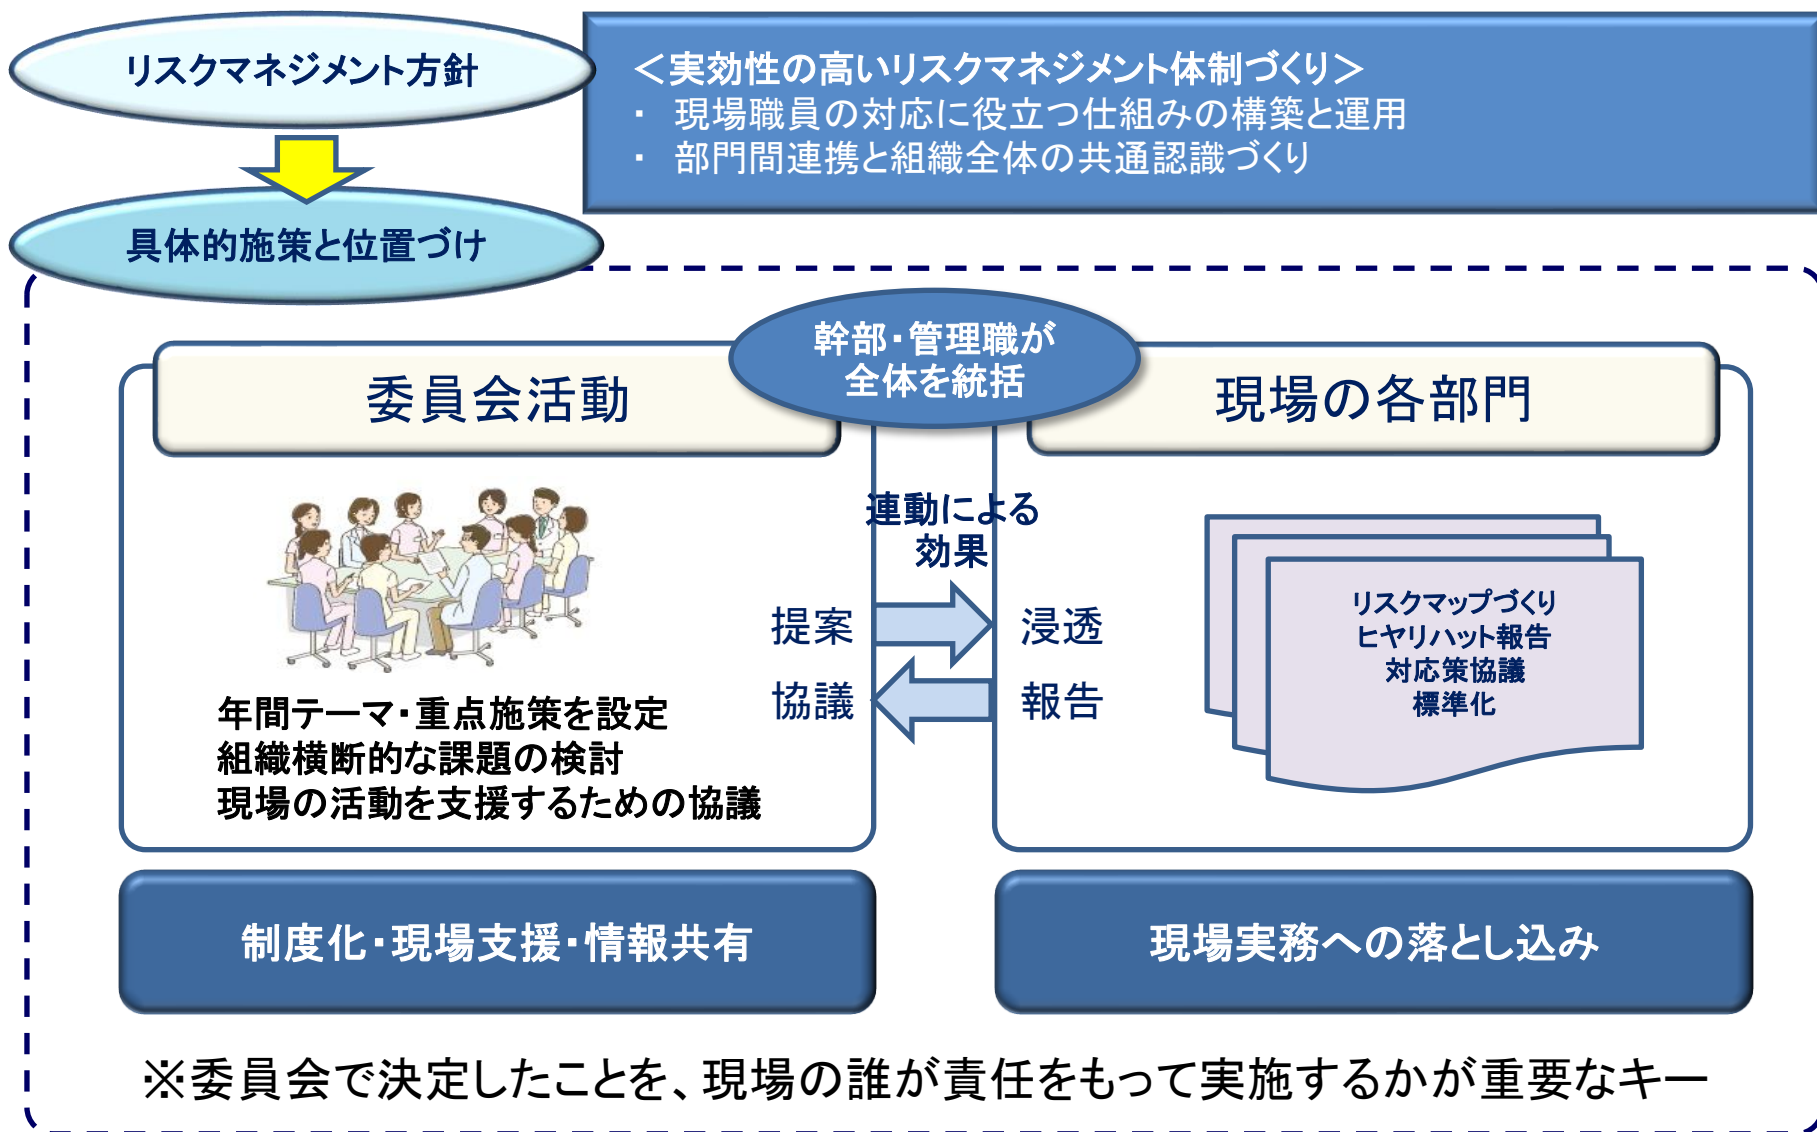 リスクマネジメント方針
＜実効性の高いリスクマネジメント体制づくり＞
・ 現場職員の対応に役立つ仕組みの構築と運用
・ 部門間連携と組織全体の共通認識づくり
具体的施策と位置づけ
幹部・管理職が
全体を統括
委員会活動
現場の各部門
連動による
効果
提案
浸透
協議
報告
年間テーマ・重点施策を設定
組織横断的な課題の検討
現場の活動を支援するための協議
リスクマップづくり
ヒヤリハット報告
対応策協議
標準化
制度化・現場支援・情報共有
現場実務への落とし込み
※委員会で決定したことを、現場の誰が責任をもって実施するかが重要なキー